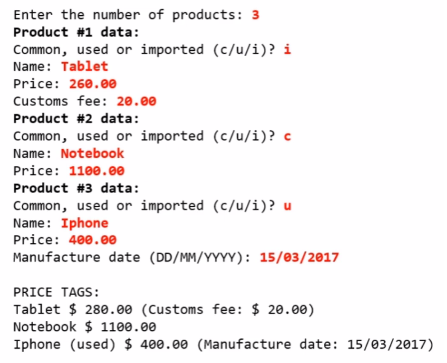 Enter the number of products: 3
Product #1 data:
Common, used or imported (c/u/i)? i
Name: Tablet
Price: 260.00
Customs fee: 20.00
Product #2 data:
Common, used or imported (c/u/i)? c
Name: Notebook
Price: 1100.00
Product #3 data:
Common, used or imported (c/u/i)? u
Name: Iphone
Price: 400.00
Manufacture date (DD/MM/YYYY): 15/03/2017
PRICE TAGS:
Tablet $ 280.00 (Customs fee: $ 20.00)
Notebook $ 1100.00
Iphone (used) $ 400.00 (Manufacture date: 15/03/2017)